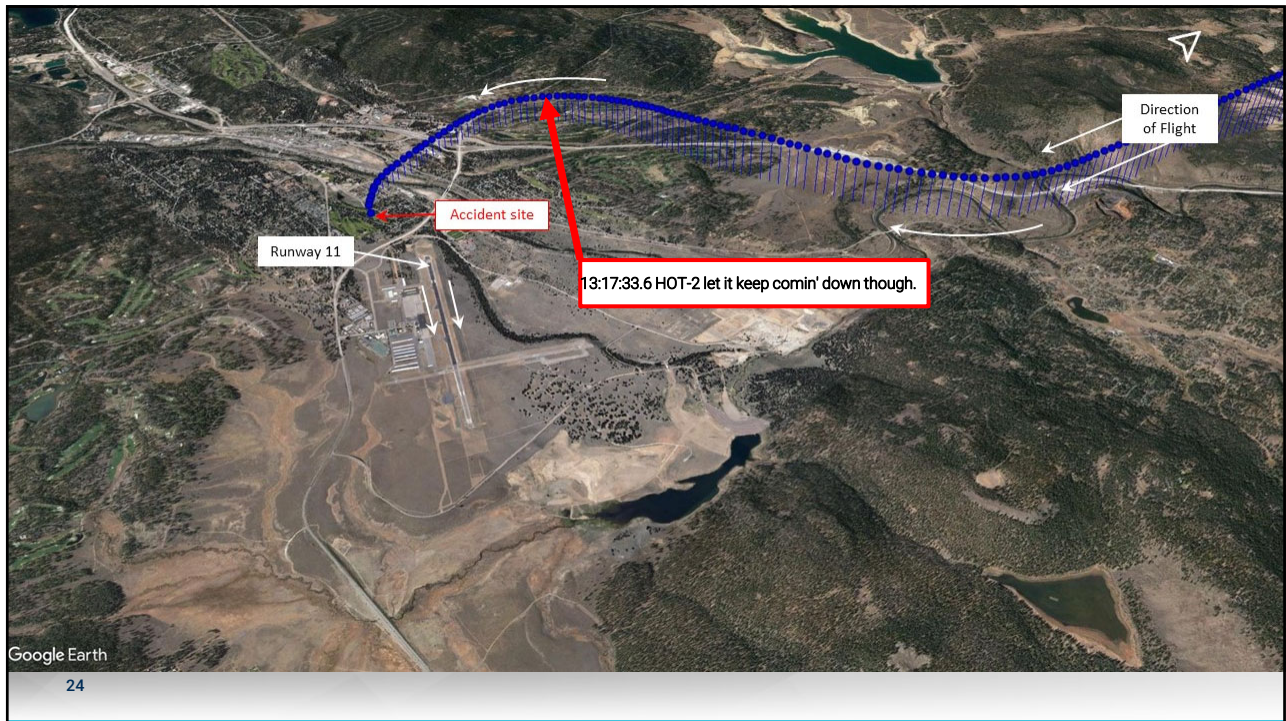 Direction
of Flight
Accident site
Runway 11
13:17:33.6 HOT-2 let it keep comin' down though.
Google Earth
24